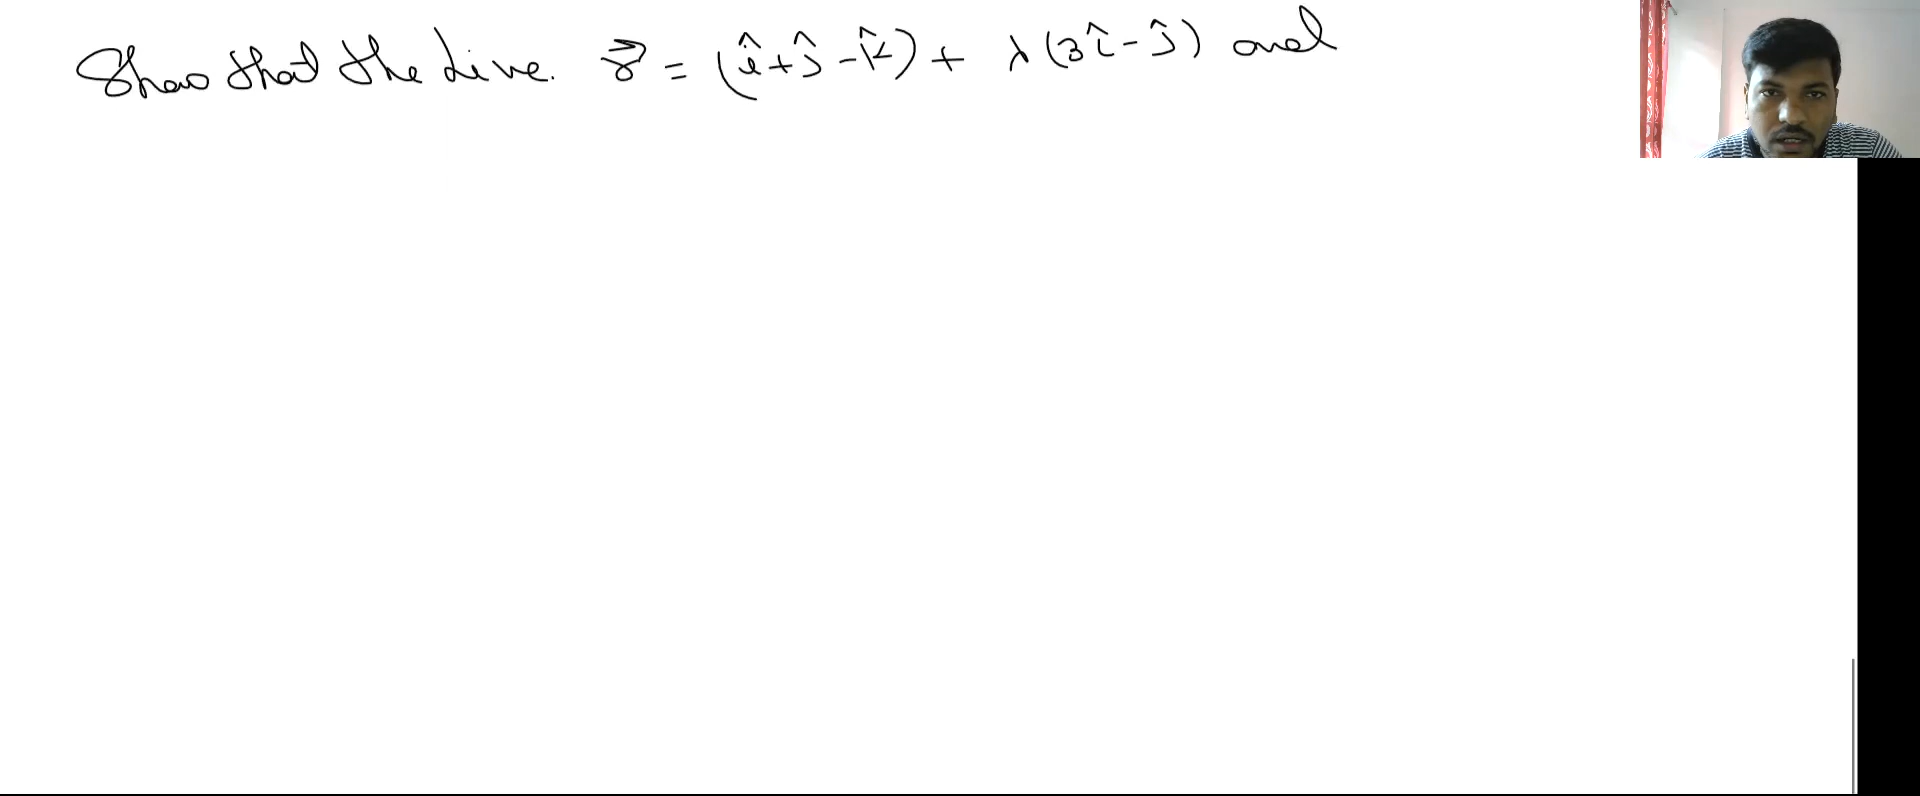 Show that the Line. r⃗ = (î+ĵ-k̂) + λ(3î-ĵ) and